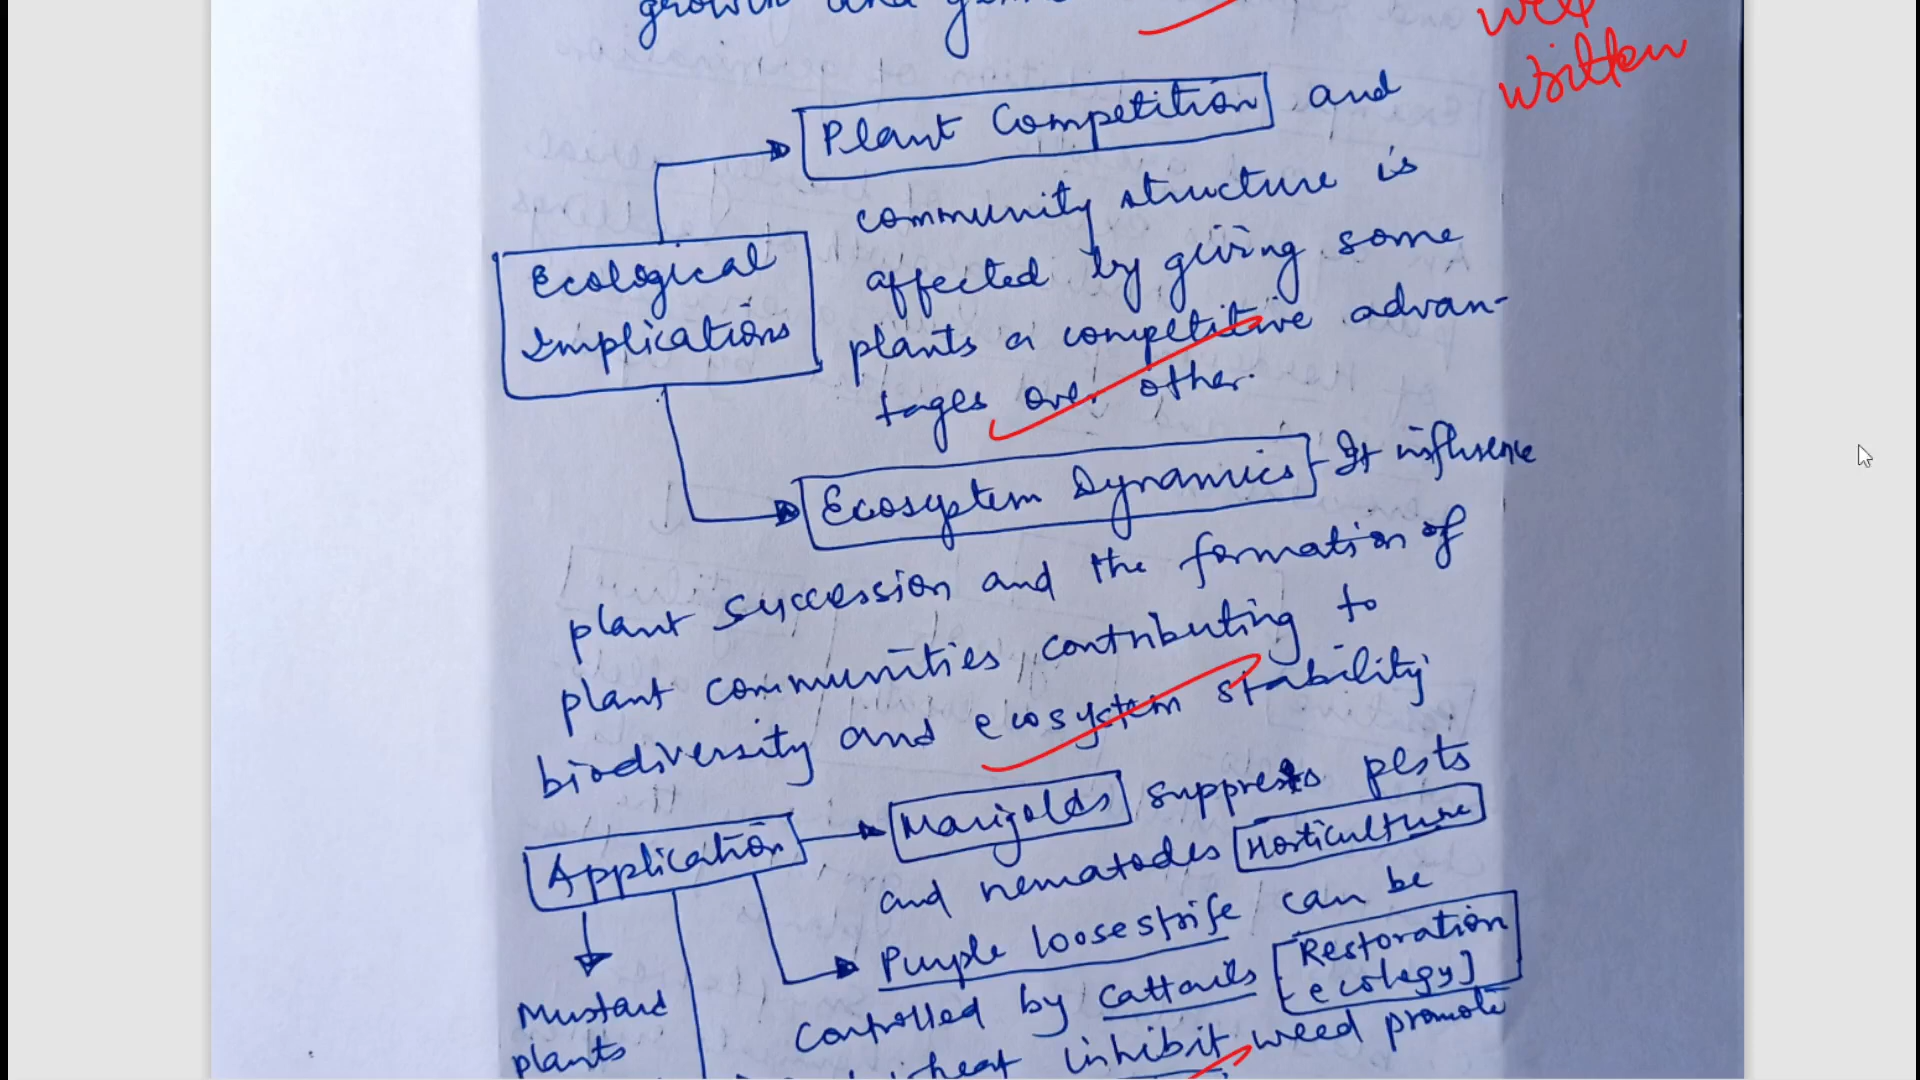 growth and
well
written
Plant Competition and
community structure is
Ecological
Implications
affected by giving some
plants a competitive advan-
tages over other.
Ecosystem Dynamics - It influence
plant succession and the formation of
plant communities contributing to
biodiversity and ecosystem stability
Application
Marigolds suppress pests
and nematodes Horticulture
Purple loosestrife can be
controlled by cattails [Restoration
ecology]
Mustard
plants
inhibit weed promote